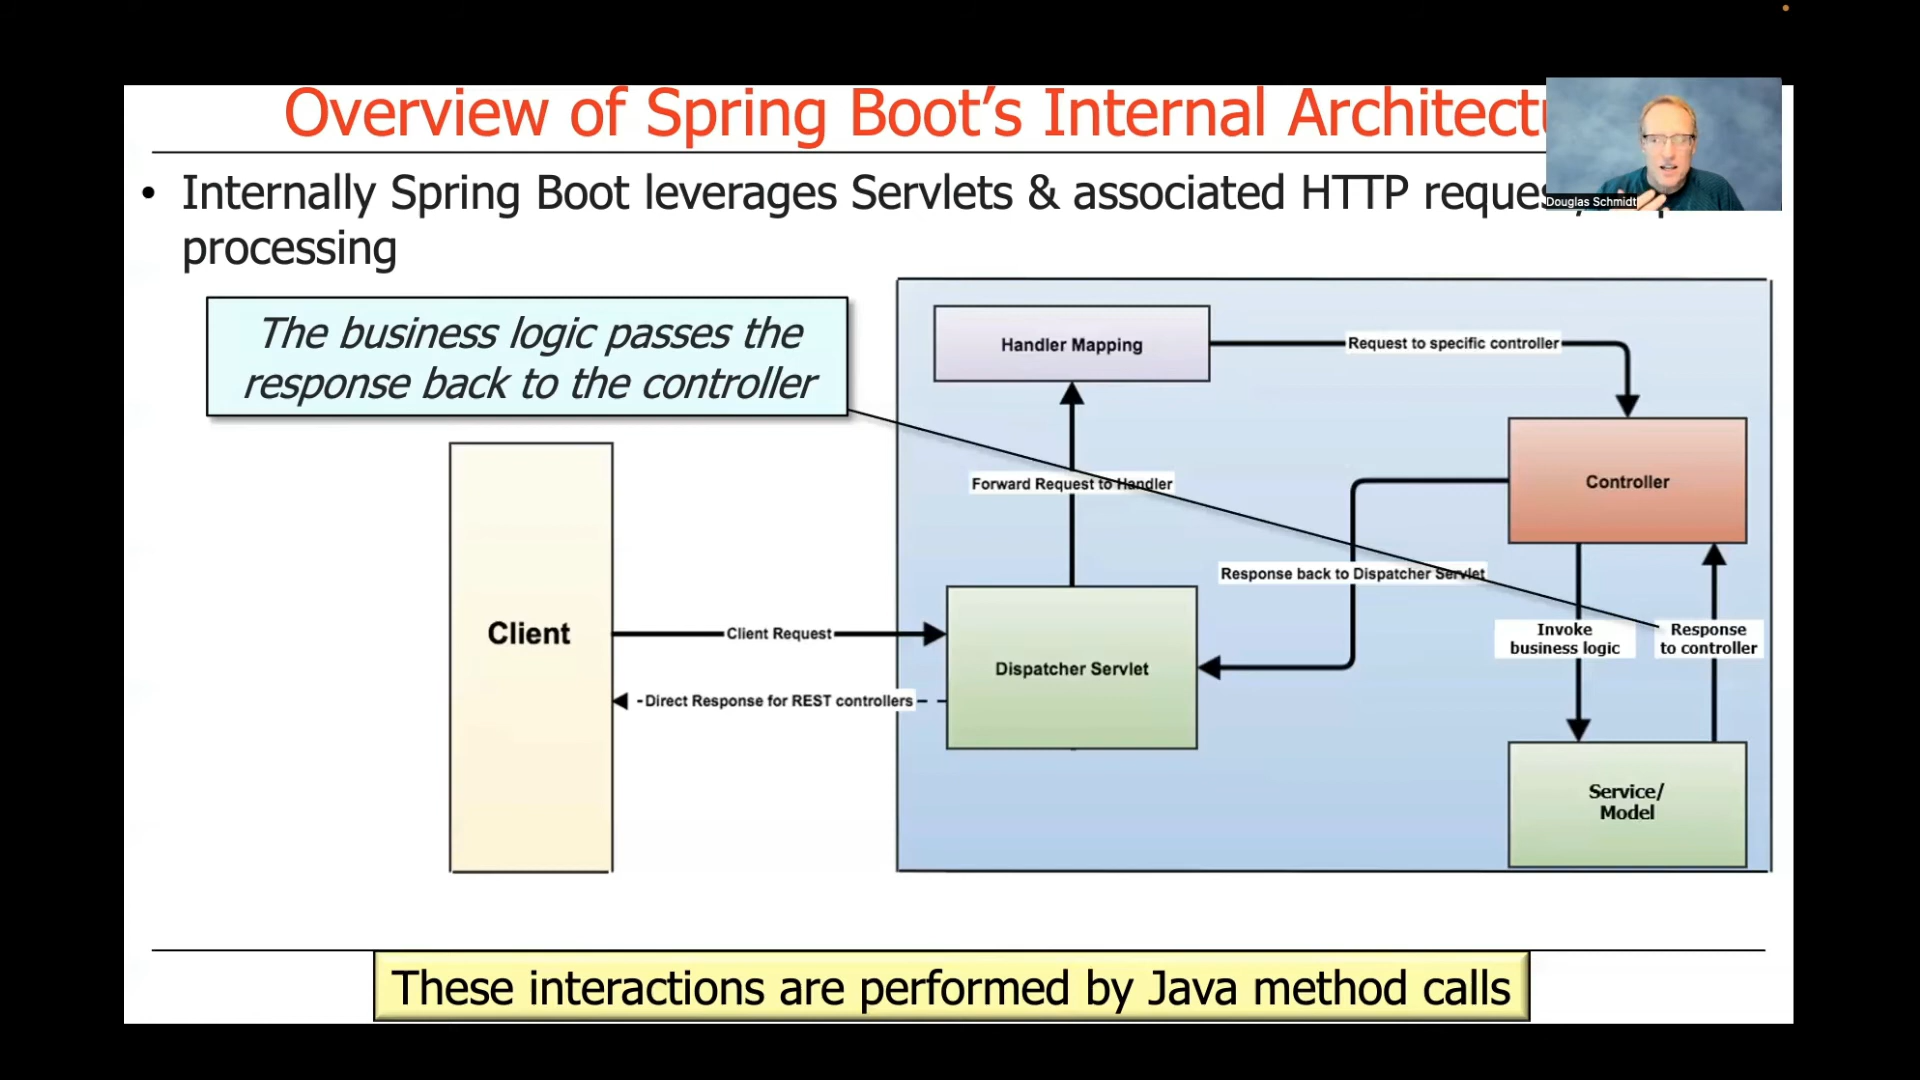 Overview of Spring Boot's Internal
Douglas Schmidt
• Internally Spring Boot leverages Servlets & associated HTTP
processing
The business logic passes the
response back to the controller
Handler Mapping
Request to specific controller
Forward Request to Handler
Controller
Response back to Dispatcher Servlet
Client
Client Request
Dispatcher Servlet
Direct Response for REST controllers
Invoke
business logic
Response
to controller
Service/
Model
These interactions are performed by Java method calls